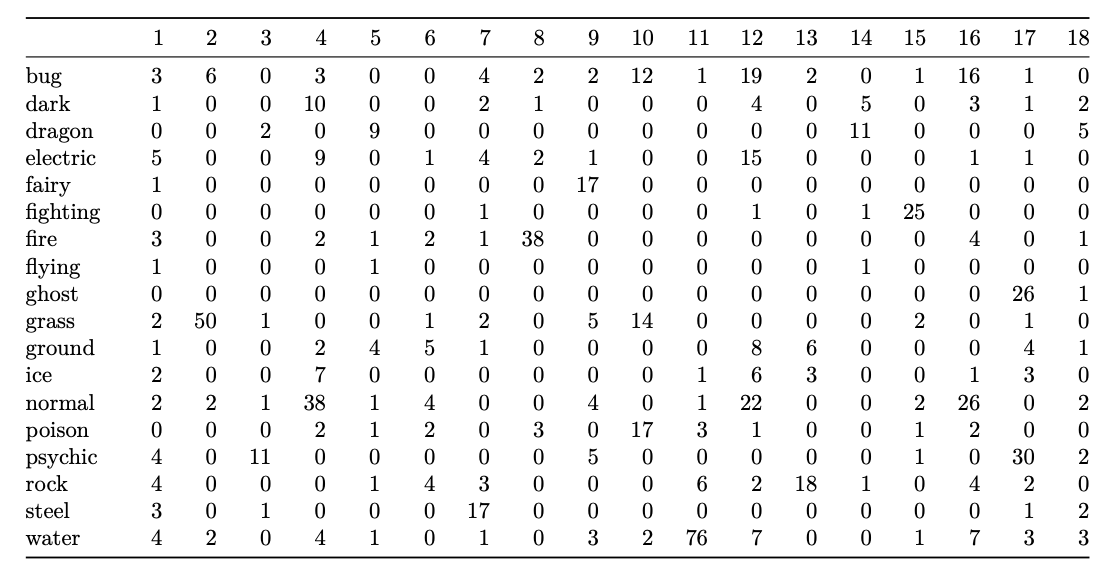 1 2 3 4 5 6 7 8 9 10 11 12 13 14 15 16 17 18
bug 3 6 0 3 0 0 4 2 2 12 1 19 2 0 1 16 1 0
dark 1 0 0 10 0 0 2 1 0 0 0 4 0 5 0 3 1 2
dragon 0 0 2 0 9 0 0 0 0 0 0 0 0 11 0 0 0 5
electric 5 0 0 9 0 1 4 2 1 0 0 15 0 0 0 1 1 0
fairy 1 0 0 0 0 0 0 0 17 0 0 0 0 0 0 0 0 0
fighting 0 0 0 0 0 0 1 0 0 0 0 1 0 1 25 0 0 0
fire 3 0 0 2 1 2 1 38 0 0 0 0 0 0 0 4 0 1
flying 1 0 0 0 1 0 0 0 0 0 0 0 0 1 0 0 0 0
ghost 0 0 0 0 0 0 0 0 0 0 0 0 0 0 0 0 26 1
grass 2 50 1 0 0 1 2 0 5 14 0 0 0 0 2 0 1 0
ground 1 0 0 2 4 5 1 0 0 0 0 8 6 0 0 0 4 1
ice 2 0 0 7 0 0 0 0 0 0 1 6 3 0 0 1 3 0
normal 2 2 1 38 1 4 0 0 4 0 1 22 0 0 2 26 0 2
poison 0 0 0 2 1 2 0 3 0 17 3 1 0 0 1 2 0 0
psychic 4 0 11 0 0 0 0 0 5 0 0 0 0 0 1 0 30 2
rock 4 0 0 0 1 4 3 0 0 0 6 2 18 1 0 4 2 0
steel 3 0 1 0 0 0 17 0 0 0 0 0 0 0 0 0 1 2
water 4 2 0 4 1 0 1 0 3 2 76 7 0 0 1 7 3 3